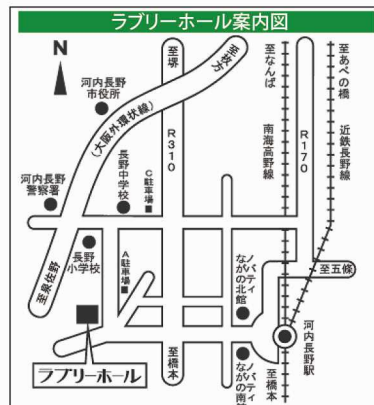 ラブリーホール案内図
N
至堺
至枚方
至なんば
至あべの橋
河内長野
市役所
(大阪外環状線)
R310
南海高野線
R170
近鉄長野線
長野中学校
C駐車場
河内長野
警察署
長野
小学校
A駐車場
ノバティ
ながの北館
至五條
至泉佐野
河内長野駅
ラブリーホール
至橋本
ノバティ
ながの南館
至橋本